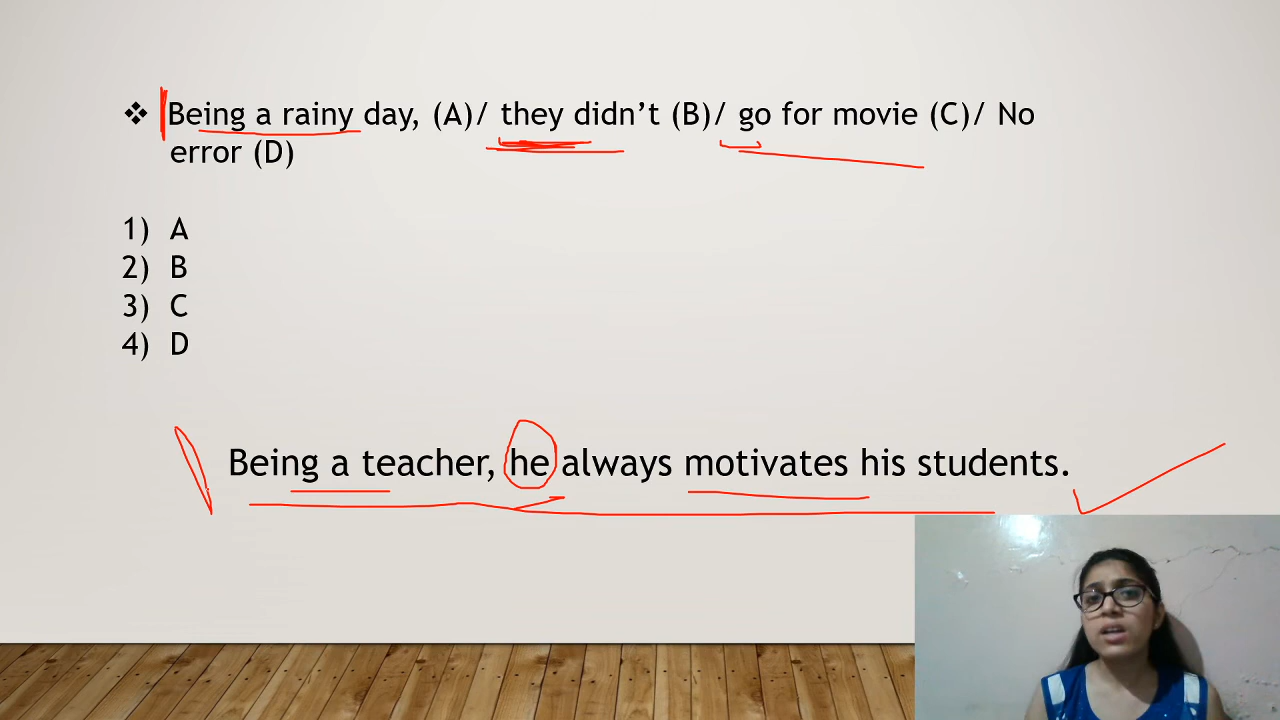 ❖ Being a rainy day, (A)/ they didn't (B)/ go for movie (C)/ No
error (D)
1) A
2) B
3) C
4) D
Being a teacher, he always motivates his students.